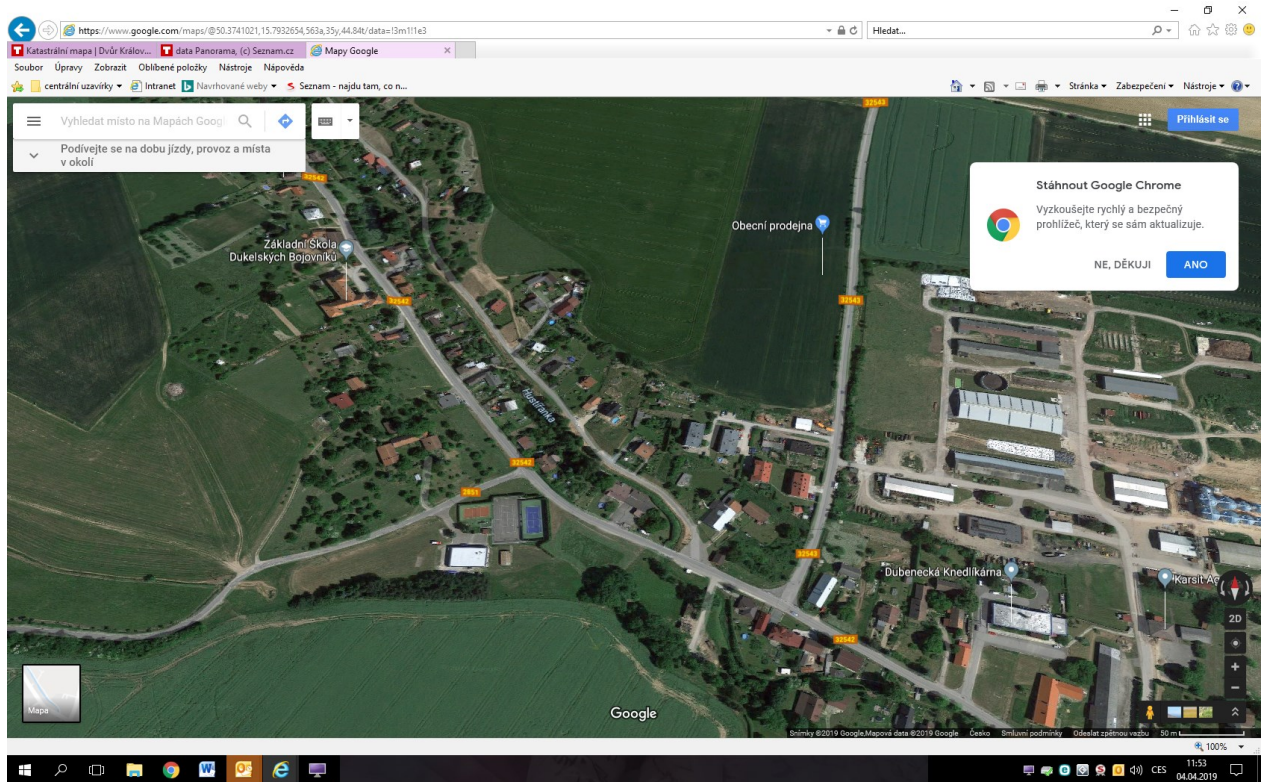 https://www.google.com/maps/@50.3741021,15.7932654,563a,35y,44.84t/data=!3m1!1e3
Hledat...
Katastrální mapa | Dvůr Králov...
data Panorama, (c) Seznam.cz
Mapy Google
Soubor Úpravy Zobrazit Oblíbené položky Nástroje Nápověda
centrální uzavírky
Intranet
Navrhované weby
Seznam - najdu tam, co n...
Stránka
Zabezpečení
Nástroje
Vyhledat místo na Mapách Goog
Podívejte se na dobu jízdy, provoz a místa
v okolí
Přihlásit se
Stáhnout Google Chrome
Vyzkoušejte rychlý a bezpečný
prohlížeč, který se sám aktualizuje.
NE, DĚKUJI
ANO
32543
32542
Základní Škola
Dukelských Bojovníků
Obecní prodejna
32542
32543
Hustířanka
32542
2851
32543
Dubenecká Knedlíkárna
Karsit Ag
32542
2D
Mapa
Google
Snímky ©2019 Google,Mapová data ©2019 Google Česko Smluvní podmínky Odeslat zpětnou vazbu 50 m
100%
CES
11:53
04.04.2019